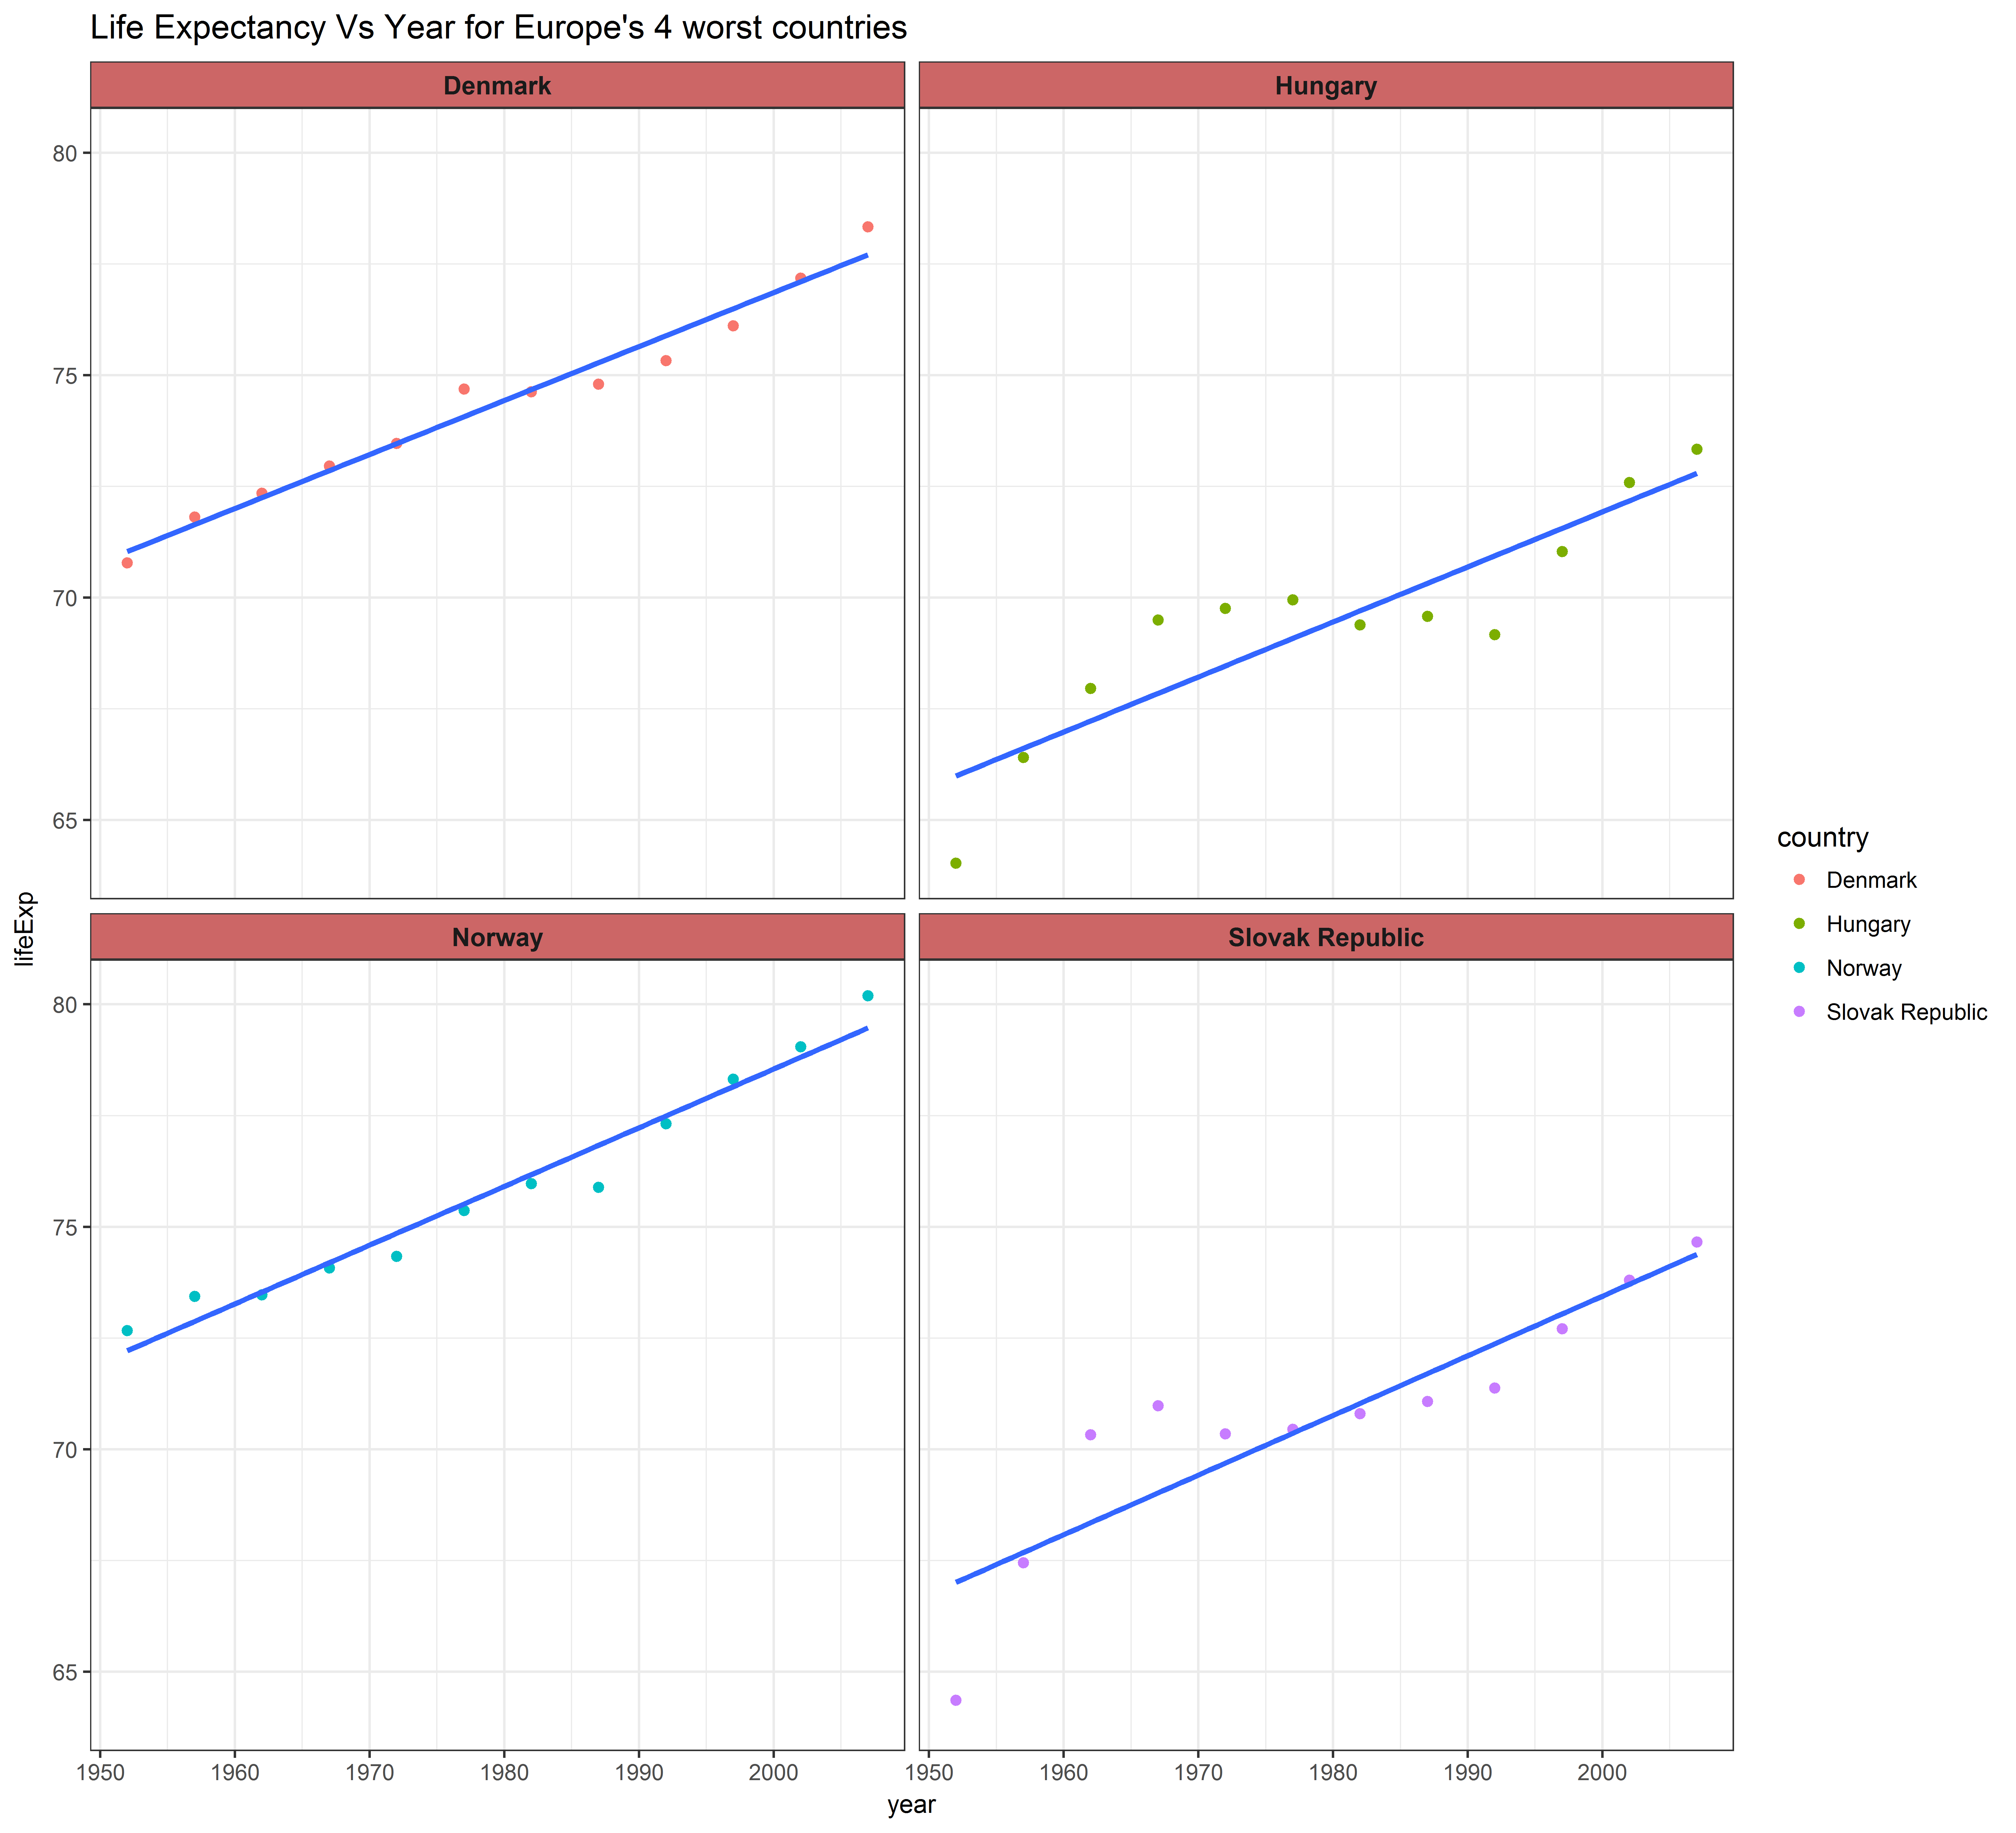 Life Expectancy Vs Year for Europe's 4 worst countries
Denmark
Hungary
80
75
70
65
lifeExp
Norway
Slovak Republic
80
75
70
65
1950 1960 1970 1980 1990 2000
1950 1960 1970 1980 1990 2000
year
country
Denmark
Hungary
Norway
Slovak Republic